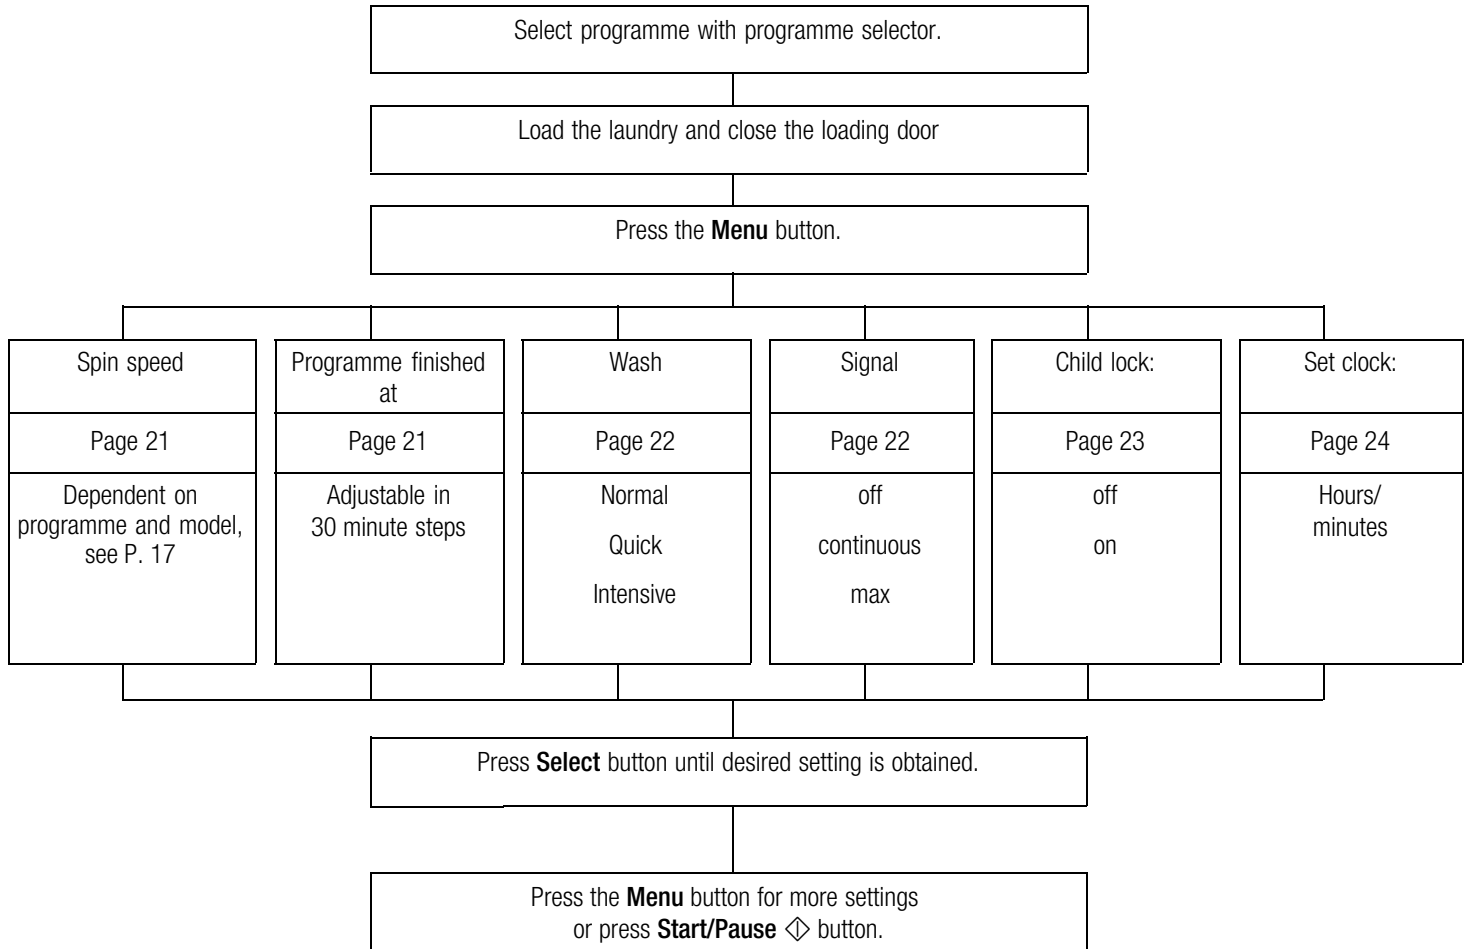 Select programme with programme selector.
Load the laundry and close the loading door
Press the Menu button.
Spin speed
Page 21
Dependent on
programme and model,
see P. 17
Programme finished
at
Page 21
Adjustable in
30 minute steps
Wash
Page 22
Normal
Quick
Intensive
Signal
Page 22
off
continuous
max
Child lock:
Page 23
off
on
Set clock:
Page 24
Hours/
minutes
Press Select button until desired setting is obtained.
Press the Menu button for more settings
or press Start/Pause button.